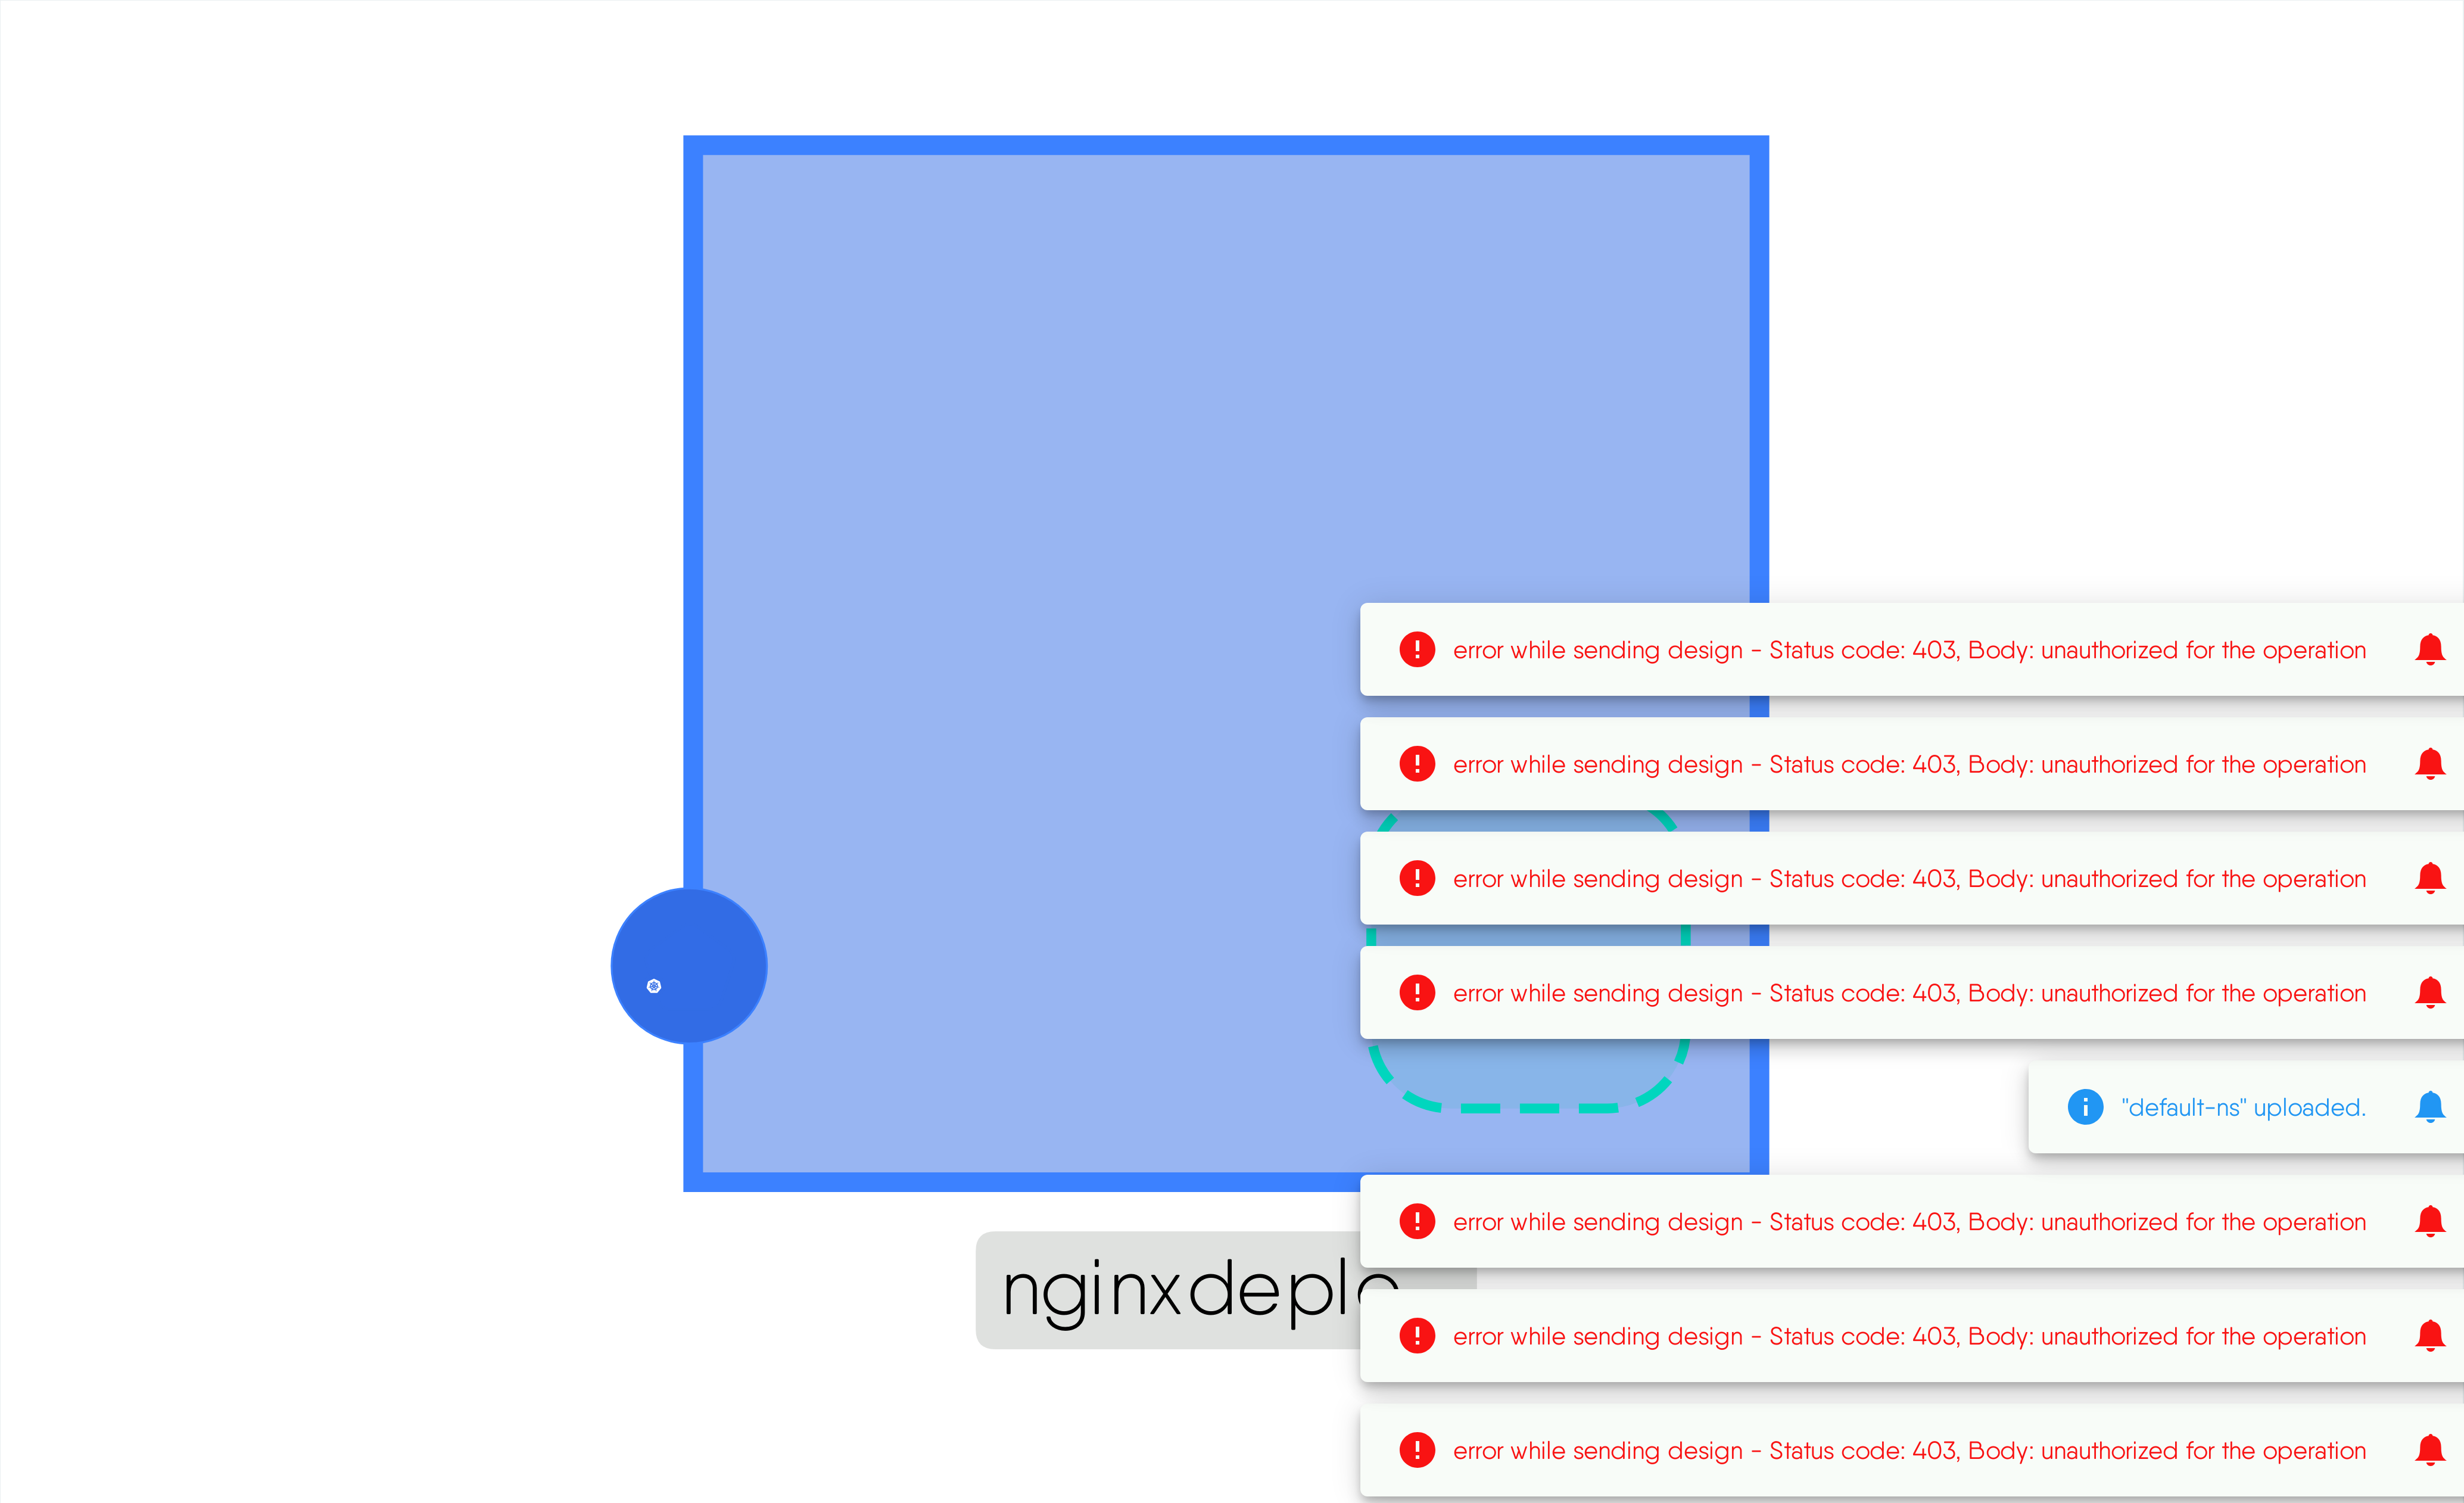 error while sending design - Status code: 403, Body: unauthorized for the operation
error while sending design - Status code: 403, Body: unauthorized for the operation
error while sending design - Status code: 403, Body: unauthorized for the operation
error while sending design - Status code: 403, Body: unauthorized for the operation
"default-ns" uploaded.
error while sending design - Status code: 403, Body: unauthorized for the operation
nginxdeplo
error while sending design - Status code: 403, Body: unauthorized for the operation
error while sending design - Status code: 403, Body: unauthorized for the operation